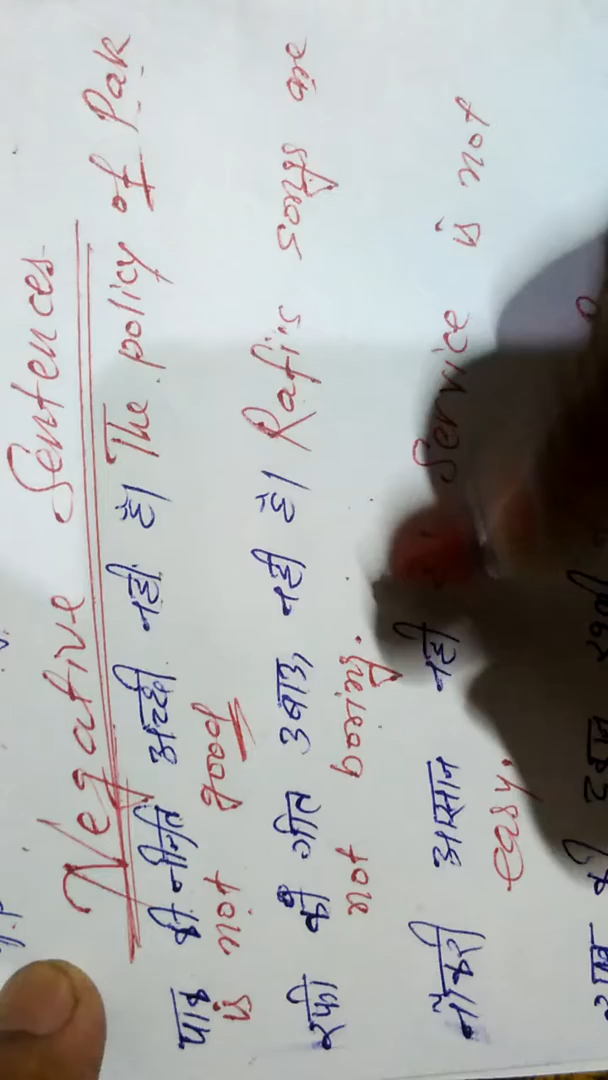 Negative Sentences
पाक की नीति अच्छी नही है। The policy of Pak
is not good
रफी की गीत उबाउ नही है। Rafi's songs are
not boring.
नौकरी आसान नही Service is not
easy.